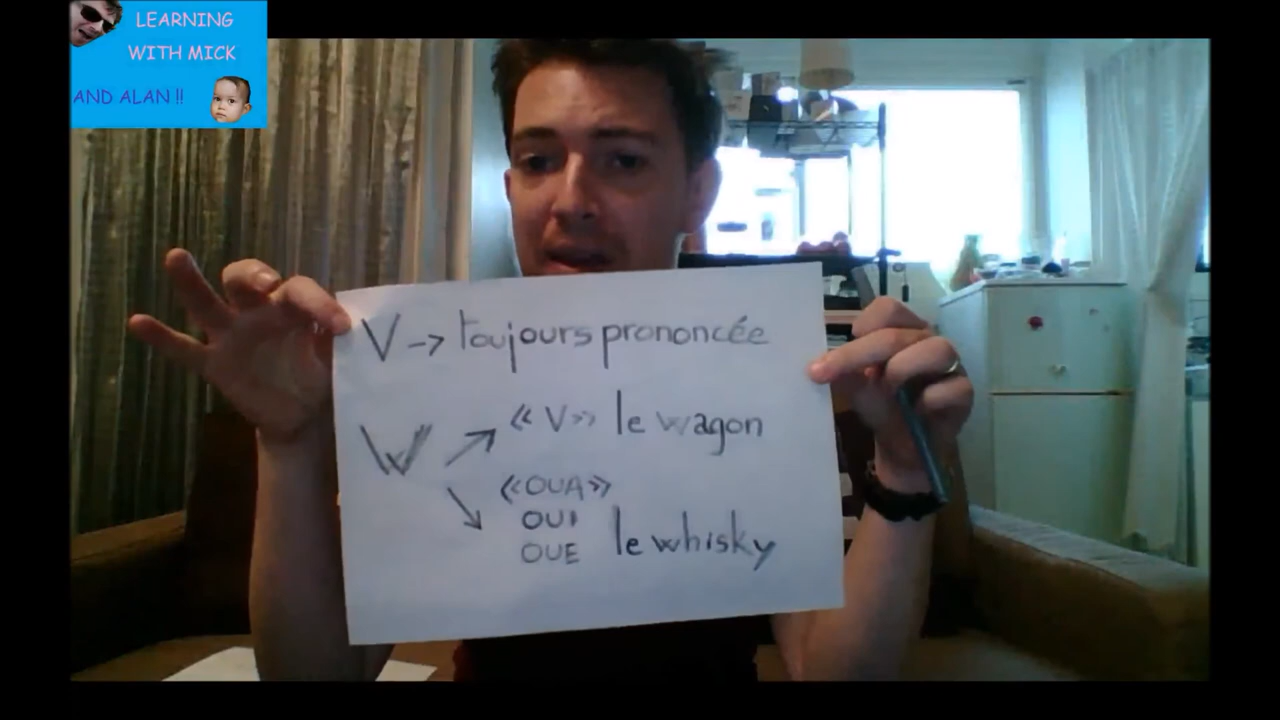 LEARNING
WITH MICK
AND ALAN !!
V -> toujours prononcée
W
« V » le wagon
« OUA »
OUI
OUE
le whisky